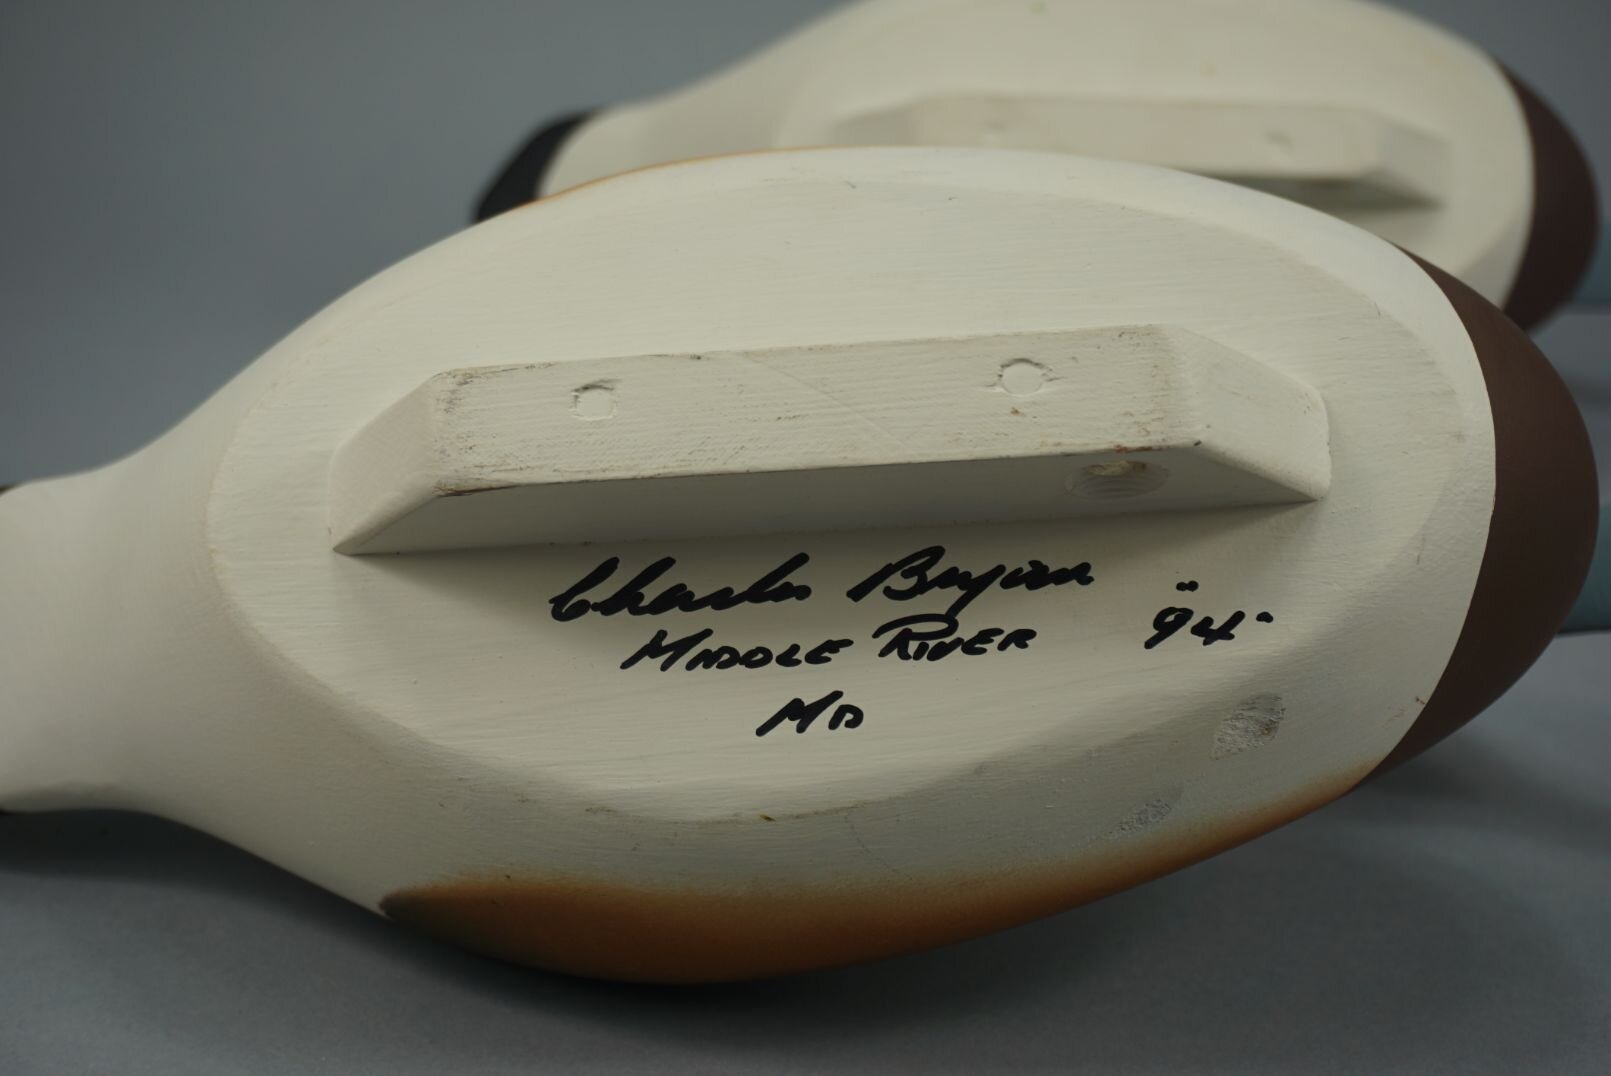 Charles Bryan
Middle River "94"
MD